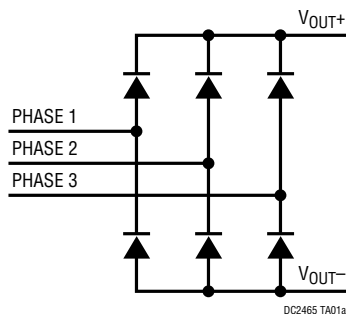 VOUT+
PHASE 1
PHASE 2
PHASE 3
VOUT–
DC2465 TA01a